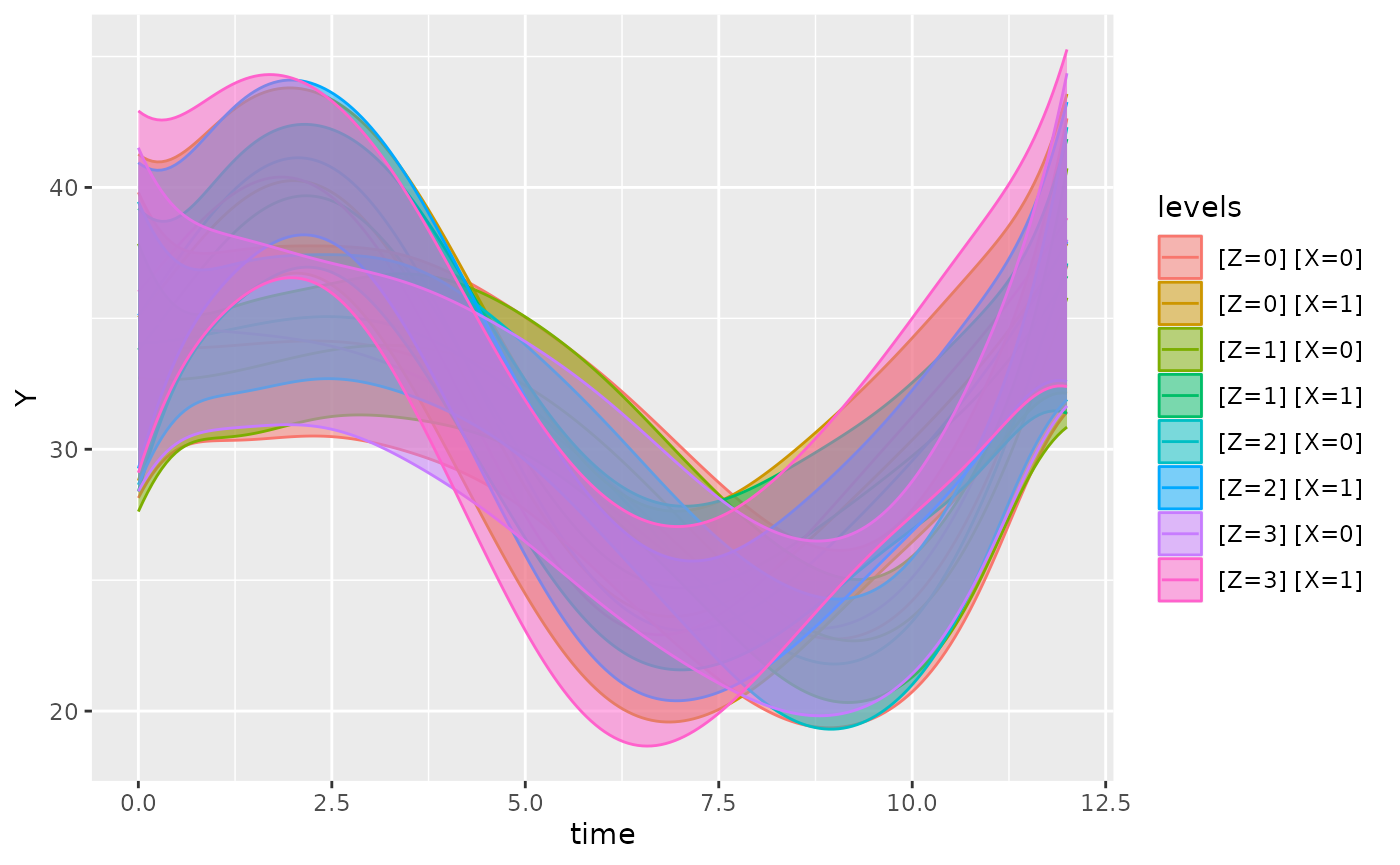 40
30
20
Y
0.0
2.5
5.0
7.5
10.0
12.5
time
levels
[Z=0] [X=0]
[Z=0] [X=1]
[Z=1] [X=0]
[Z=1] [X=1]
[Z=2] [X=0]
[Z=2] [X=1]
[Z=3] [X=0]
[Z=3] [X=1]